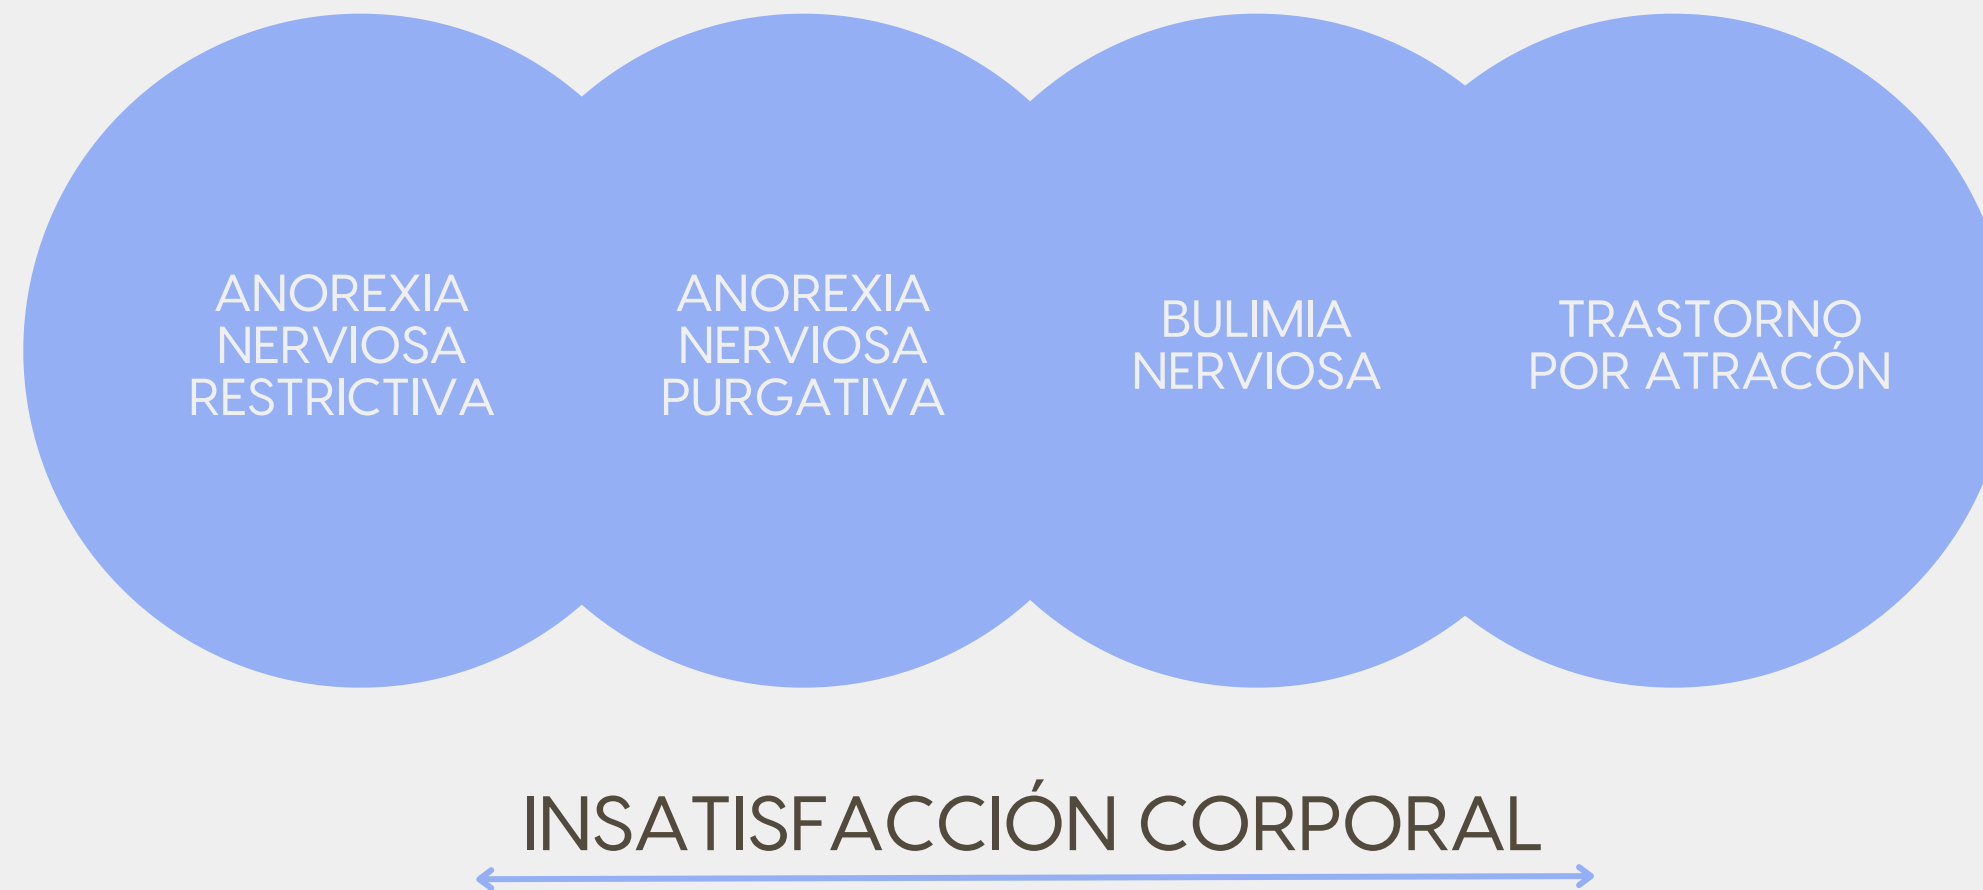 ANOREXIA
NERVIOSA
RESTRICTIVA
ANOREXIA
NERVIOSA
PURGATIVA
BULIMIA
NERVIOSA
TRASTORNO
POR ATRACÓN
INSATISFACCIÓN CORPORAL